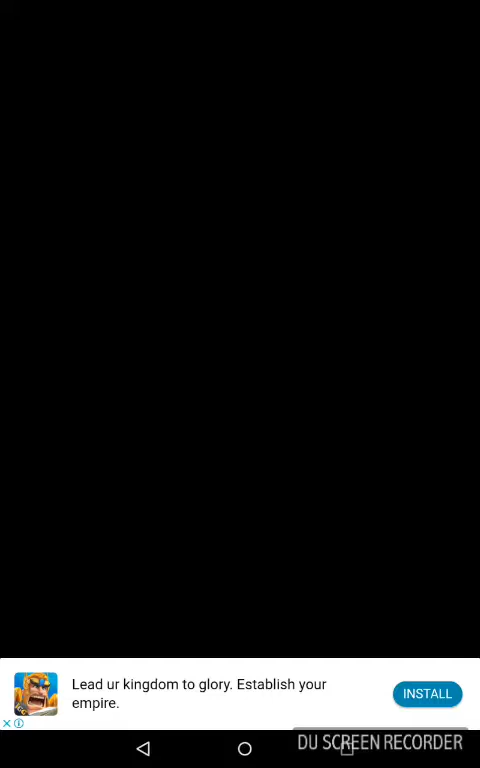 Lead ur kingdom to glory. Establish your
empire.
INSTALL
DU SCREEN RECORDER